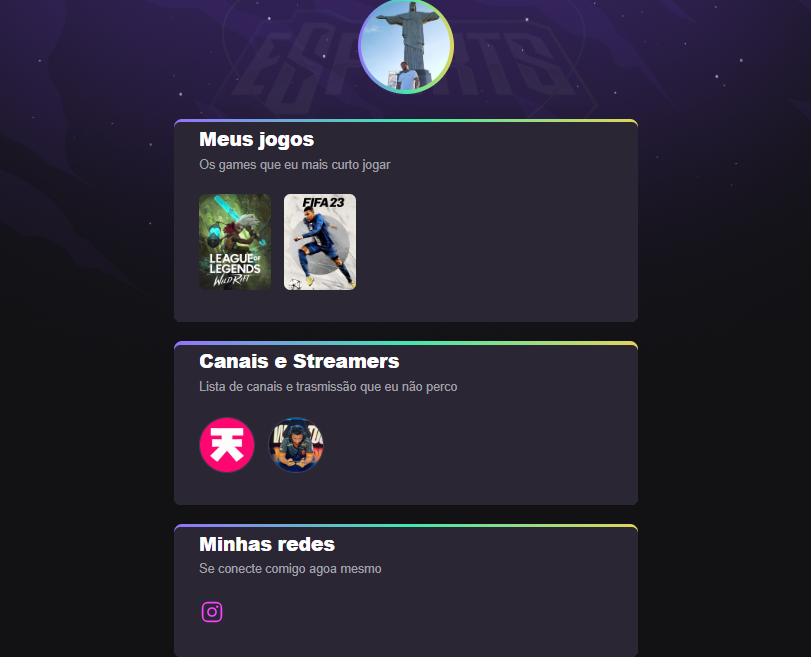 ESPORTS
Meus jogos
Os games que eu mais curto jogar
LEAGUE OF
LEGENDS
WILD RIFT
FIFA 23
Canais e Streamers
Lista de canais e trasmissão que eu não perco
Minhas redes
Se conecte comigo agoa mesmo